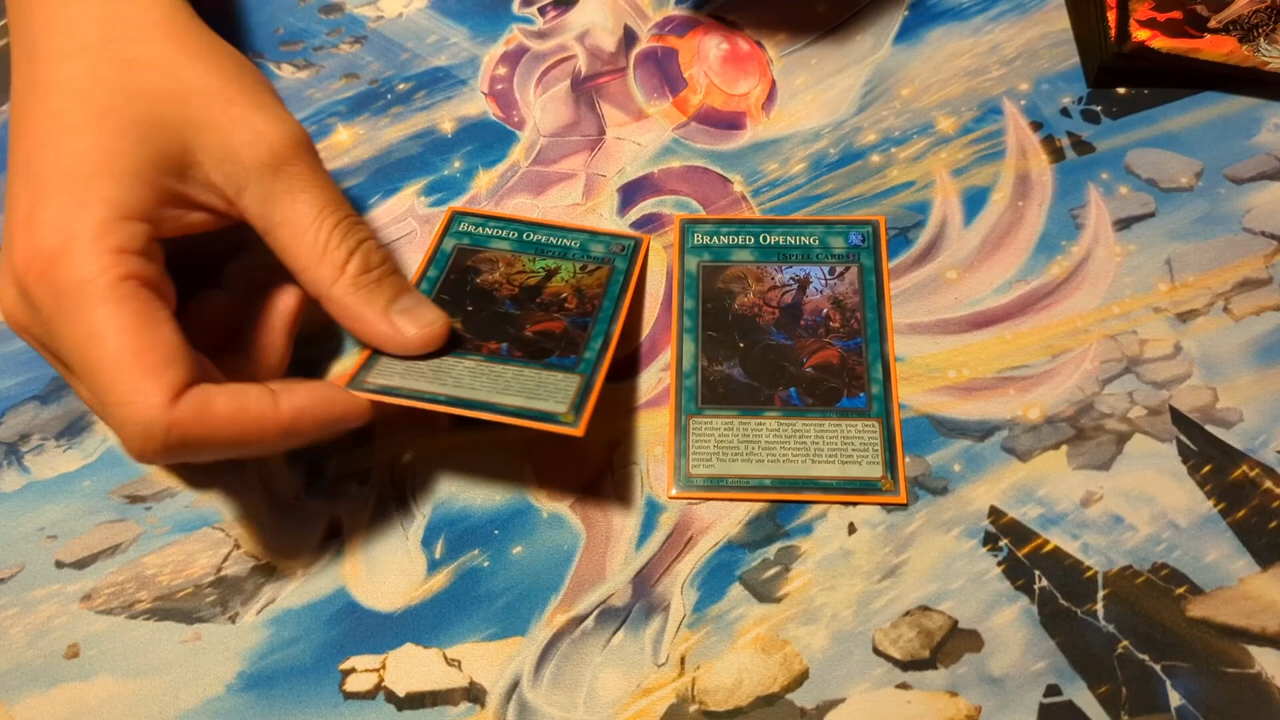 BRANDED OPENING
[SPELL CARD
BRANDED OPENING
[SPELL CARD
Discard 1 card, then take 1 "Despia" monster from your Deck,
and either add it to your hand or Special Summon it in Defense
Position, also for the rest of this turn after this card resolves, you
cannot Special Summon monsters from the Extra Deck, except
Fusion Monsters. If a Fusion Monster(s) you control would be
destroyed by card effect, you can banish this card from your GY
instead. You can only use each effect of "Branded Opening" once
per turn.
1st Edition